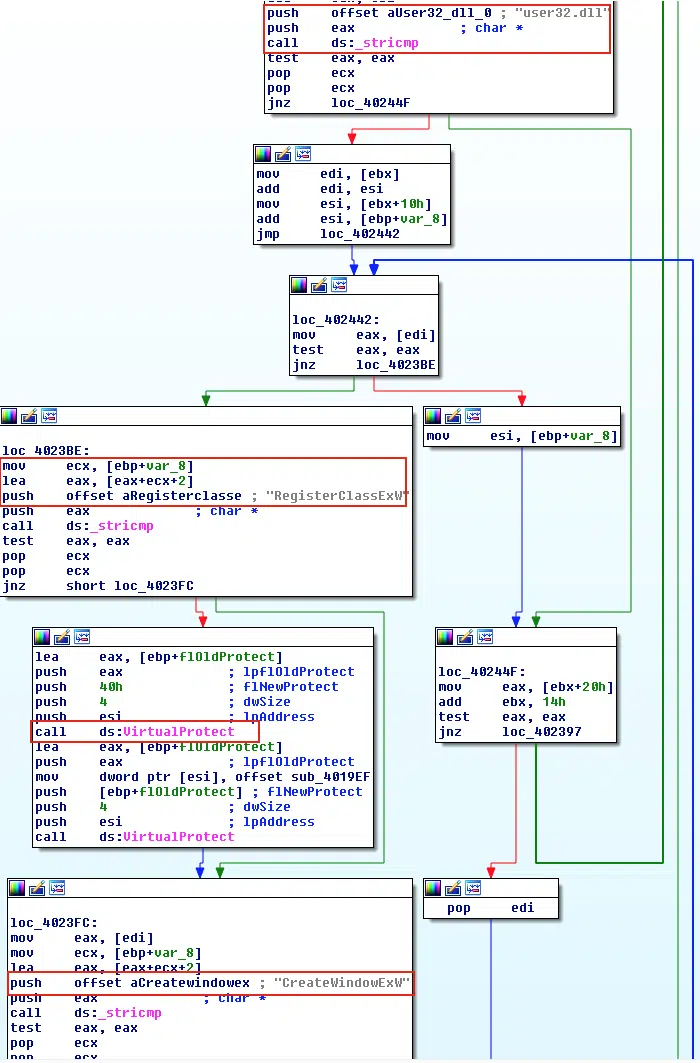 push offset aUser32_dll_0 ; "user32.dll"
push eax ; char *
call ds:_stricmp
test eax, eax
pop ecx
pop ecx
jnz loc_40244F
mov edi, [ebx]
add edi, esi
mov esi, [ebx+10h]
add esi, [ebp+var_8]
jmp loc_402442
loc_402442:
mov eax, [edi]
test eax, eax
jnz loc_4023BE
loc_4023BE:
mov ecx, [ebp+var_8]
lea eax, [eax+ecx+2]
push offset aRegisterclasse ; "RegisterClassExW"
push eax ; char *
call ds:_stricmp
test eax, eax
pop ecx
pop ecx
jnz short loc_4023FC
mov esi, [ebp+var_8]
lea eax, [ebp+flOldProtect]
push eax ; lpflOldProtect
push 40h ; flNewProtect
push 4 ; dwSize
push esi ; lpAddress
call ds:VirtualProtect
lea eax, [ebp+flOldProtect]
push eax ; lpflOldProtect
mov dword ptr [esi], offset sub_4019EF
push [ebp+flOldProtect] ; flNewProtect
push 4 ; dwSize
push esi ; lpAddress
call ds:VirtualProtect
loc_40244F:
mov eax, [ebx+20h]
add ebx, 14h
test eax, eax
jnz loc_402397
loc_4023FC:
mov eax, [edi]
mov ecx, [ebp+var_8]
lea eax, [eax+ecx+2]
push offset aCreatewindowex ; "CreateWindowExW"
push eax ; char *
call ds:_stricmp
test eax, eax
pop ecx
pop ecx
pop edi